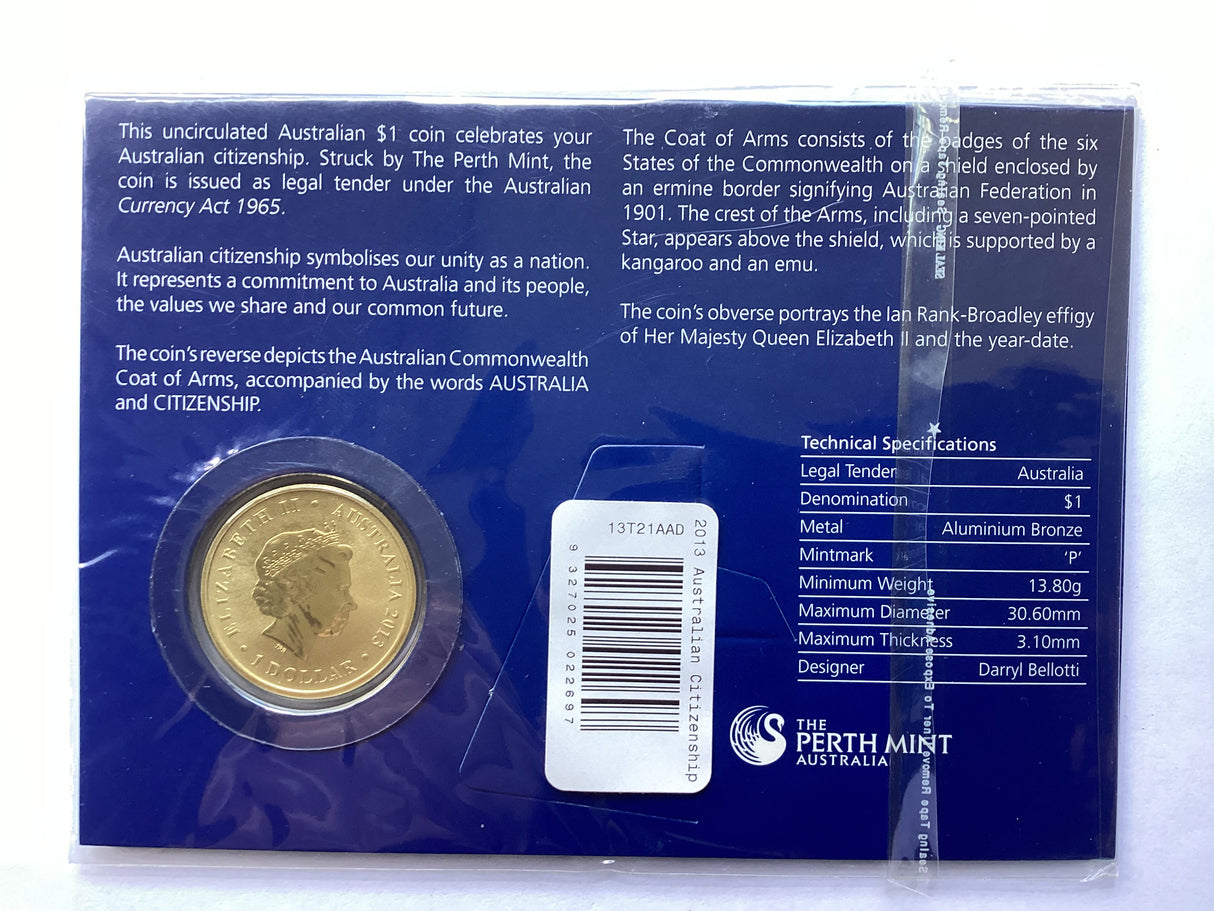 This uncirculated Australian $1 coin celebrates your
Australian citizenship. Struck by The Perth Mint, the
coin is issued as legal tender under the Australian
Currency Act 1965.
Australian citizenship symbolises our unity as a nation.
It represents a commitment to Australia and its people,
the values we share and our common future.
The coin's reverse depicts the Australian Commonwealth
Coat of Arms, accompanied by the words AUSTRALIA
and CITIZENSHIP.
The Coat of Arms consists of the badges of the six
States of the Commonwealth on a shield enclosed by
an ermine border signifying Australian Federation in
1901. The crest of the Arms, including a seven-pointed
Star, appears above the shield, which is supported by a
kangaroo and an emu.
The coin's obverse portrays the Ian Rank-Broadley effigy
of Her Majesty Queen Elizabeth II and the year-date.
ELIZABETH II • AUSTRALIA 2013
• 1 DOLLAR •
13T21AAD
2013 Australian Citizenship
9 327025 022697
Technical Specifications
Legal Tender Australia
Denomination $1
Metal Aluminium Bronze
Mintmark 'P'
Minimum Weight 13.80g
Maximum Diameter 30.60mm
Maximum Thickness 3.10mm
Designer Darryl Bellotti
THE
PERTH MINT
AUSTRALIA
Remove Tape
Sealing Tape Remove Liner To Expose Adhesive